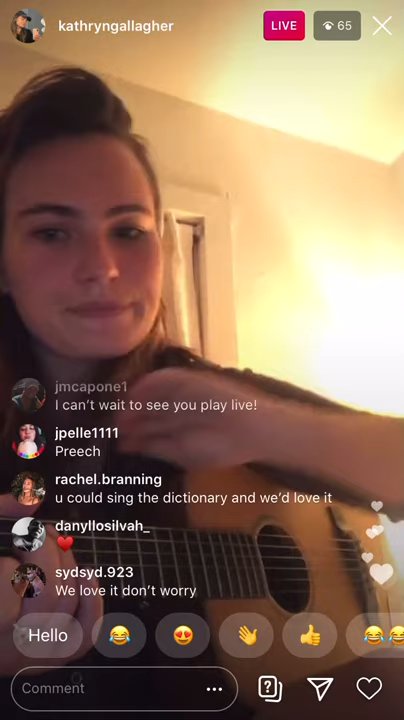 kathryngallagher
LIVE
65
jmcapone1
I can't wait to see you play live!
jpelle1111
Preech
rachel.branning
u could sing the dictionary and we'd love it
danyllosilvah_
❤️
sydsyd.923
We love it don't worry
Hello 😂 😍 👋 👍 😂😂
Comment